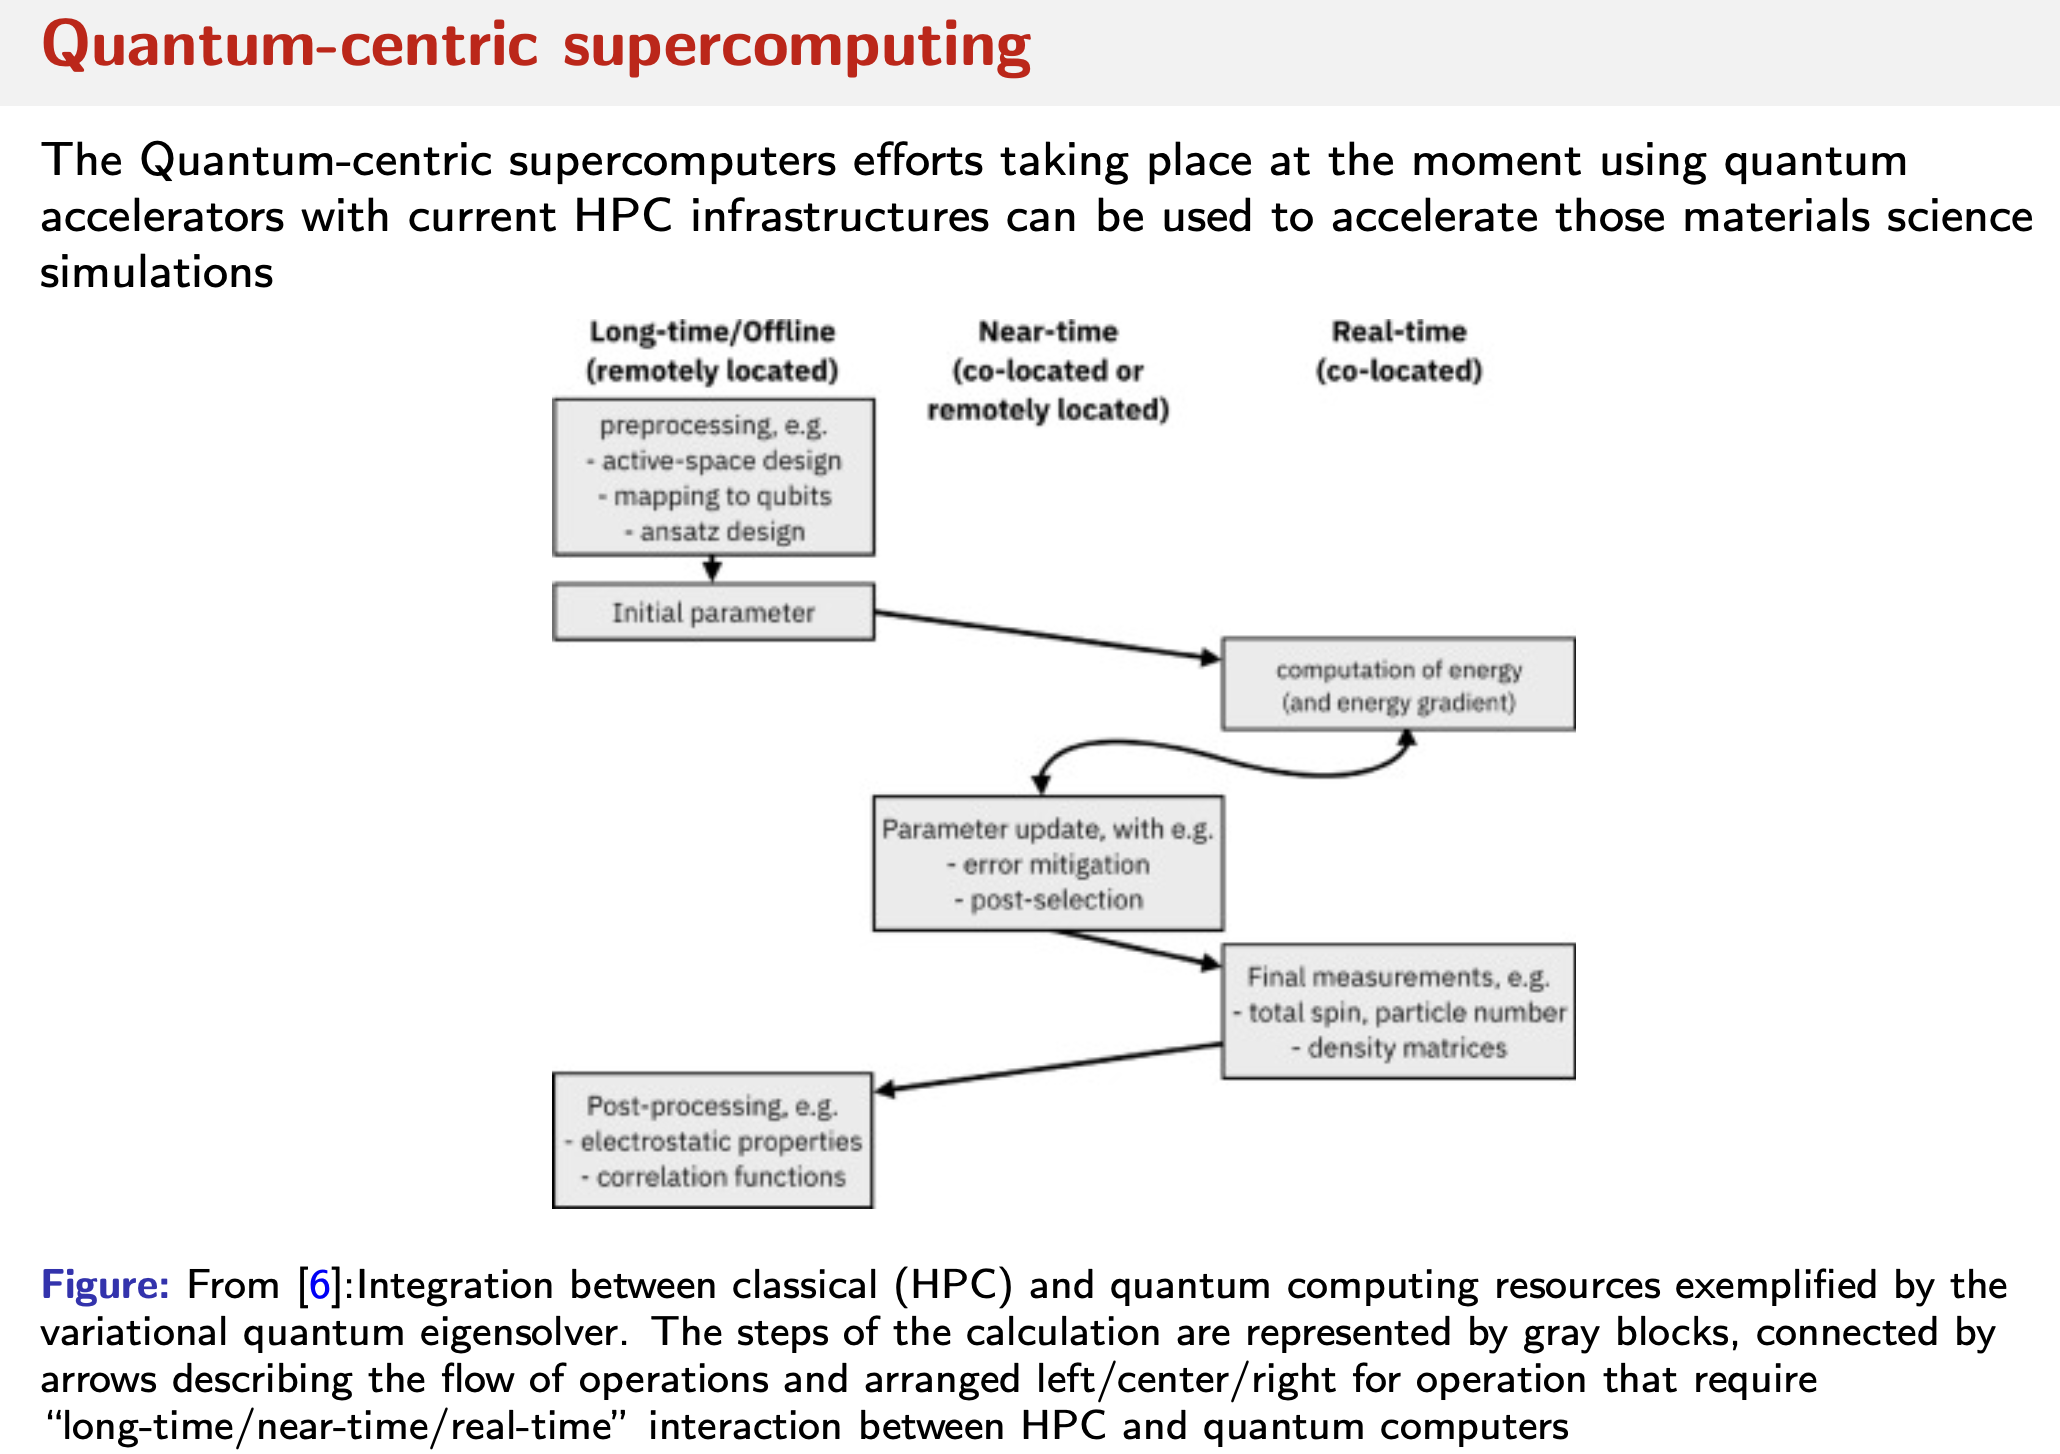 Quantum-centric supercomputing
The Quantum-centric supercomputers efforts taking place at the moment using quantum
accelerators with current HPC infrastructures can be used to accelerate those materials science
simulations
Long-time/Offline
(remotely located)
Near-time
(co-located or
remotely located)
Real-time
(co-located)
preprocessing, e.g.
- active-space design
- mapping to qubits
- ansatz design
Initial parameter
computation of energy
(and energy gradient)
Parameter update, with e.g.
- error mitigation
- post-selection
Final measurements, e.g.
- total spin, particle number
- density matrices
Post-processing, e.g.
- electrostatic properties
- correlation functions
Figure: From [6]:Integration between classical (HPC) and quantum computing resources exemplified by the
variational quantum eigensolver. The steps of the calculation are represented by gray blocks, connected by
arrows describing the flow of operations and arranged left/center/right for operation that require
“long-time/near-time/real-time” interaction between HPC and quantum computers